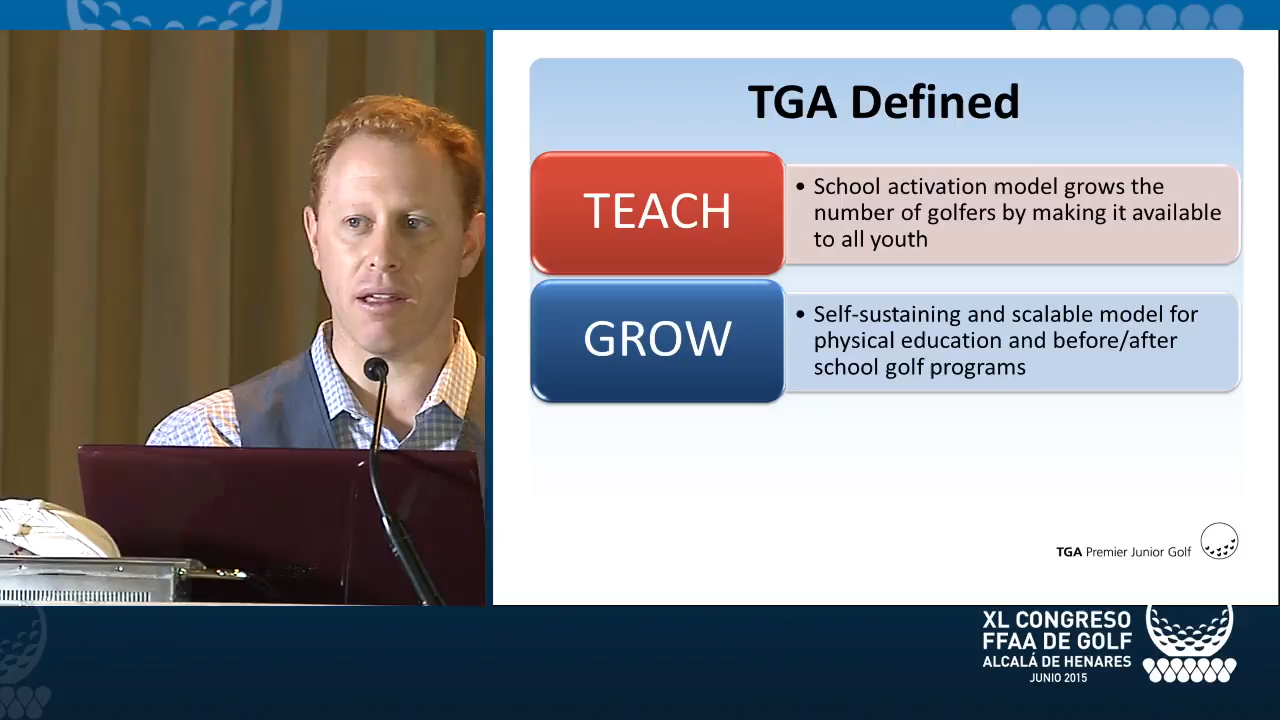 TGA Defined
TEACH
• School activation model grows the
number of golfers by making it available
to all youth
GROW
• Self-sustaining and scalable model for
physical education and before/after
school golf programs
TGA Premier Junior Golf
XL CONGRESO
FFAA DE GOLF
ALCALÁ DE HENARES
JUNIO 2015